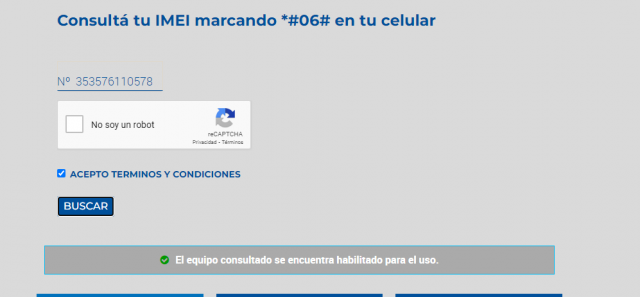 Consultá tu IMEI marcando *#06# en tu celular
Nº 353576110578
No soy un robot
reCAPTCHA
Privacidad - Términos
ACEPTO TERMINOS Y CONDICIONES
BUSCAR
El equipo consultado se encuentra habilitado para el uso.